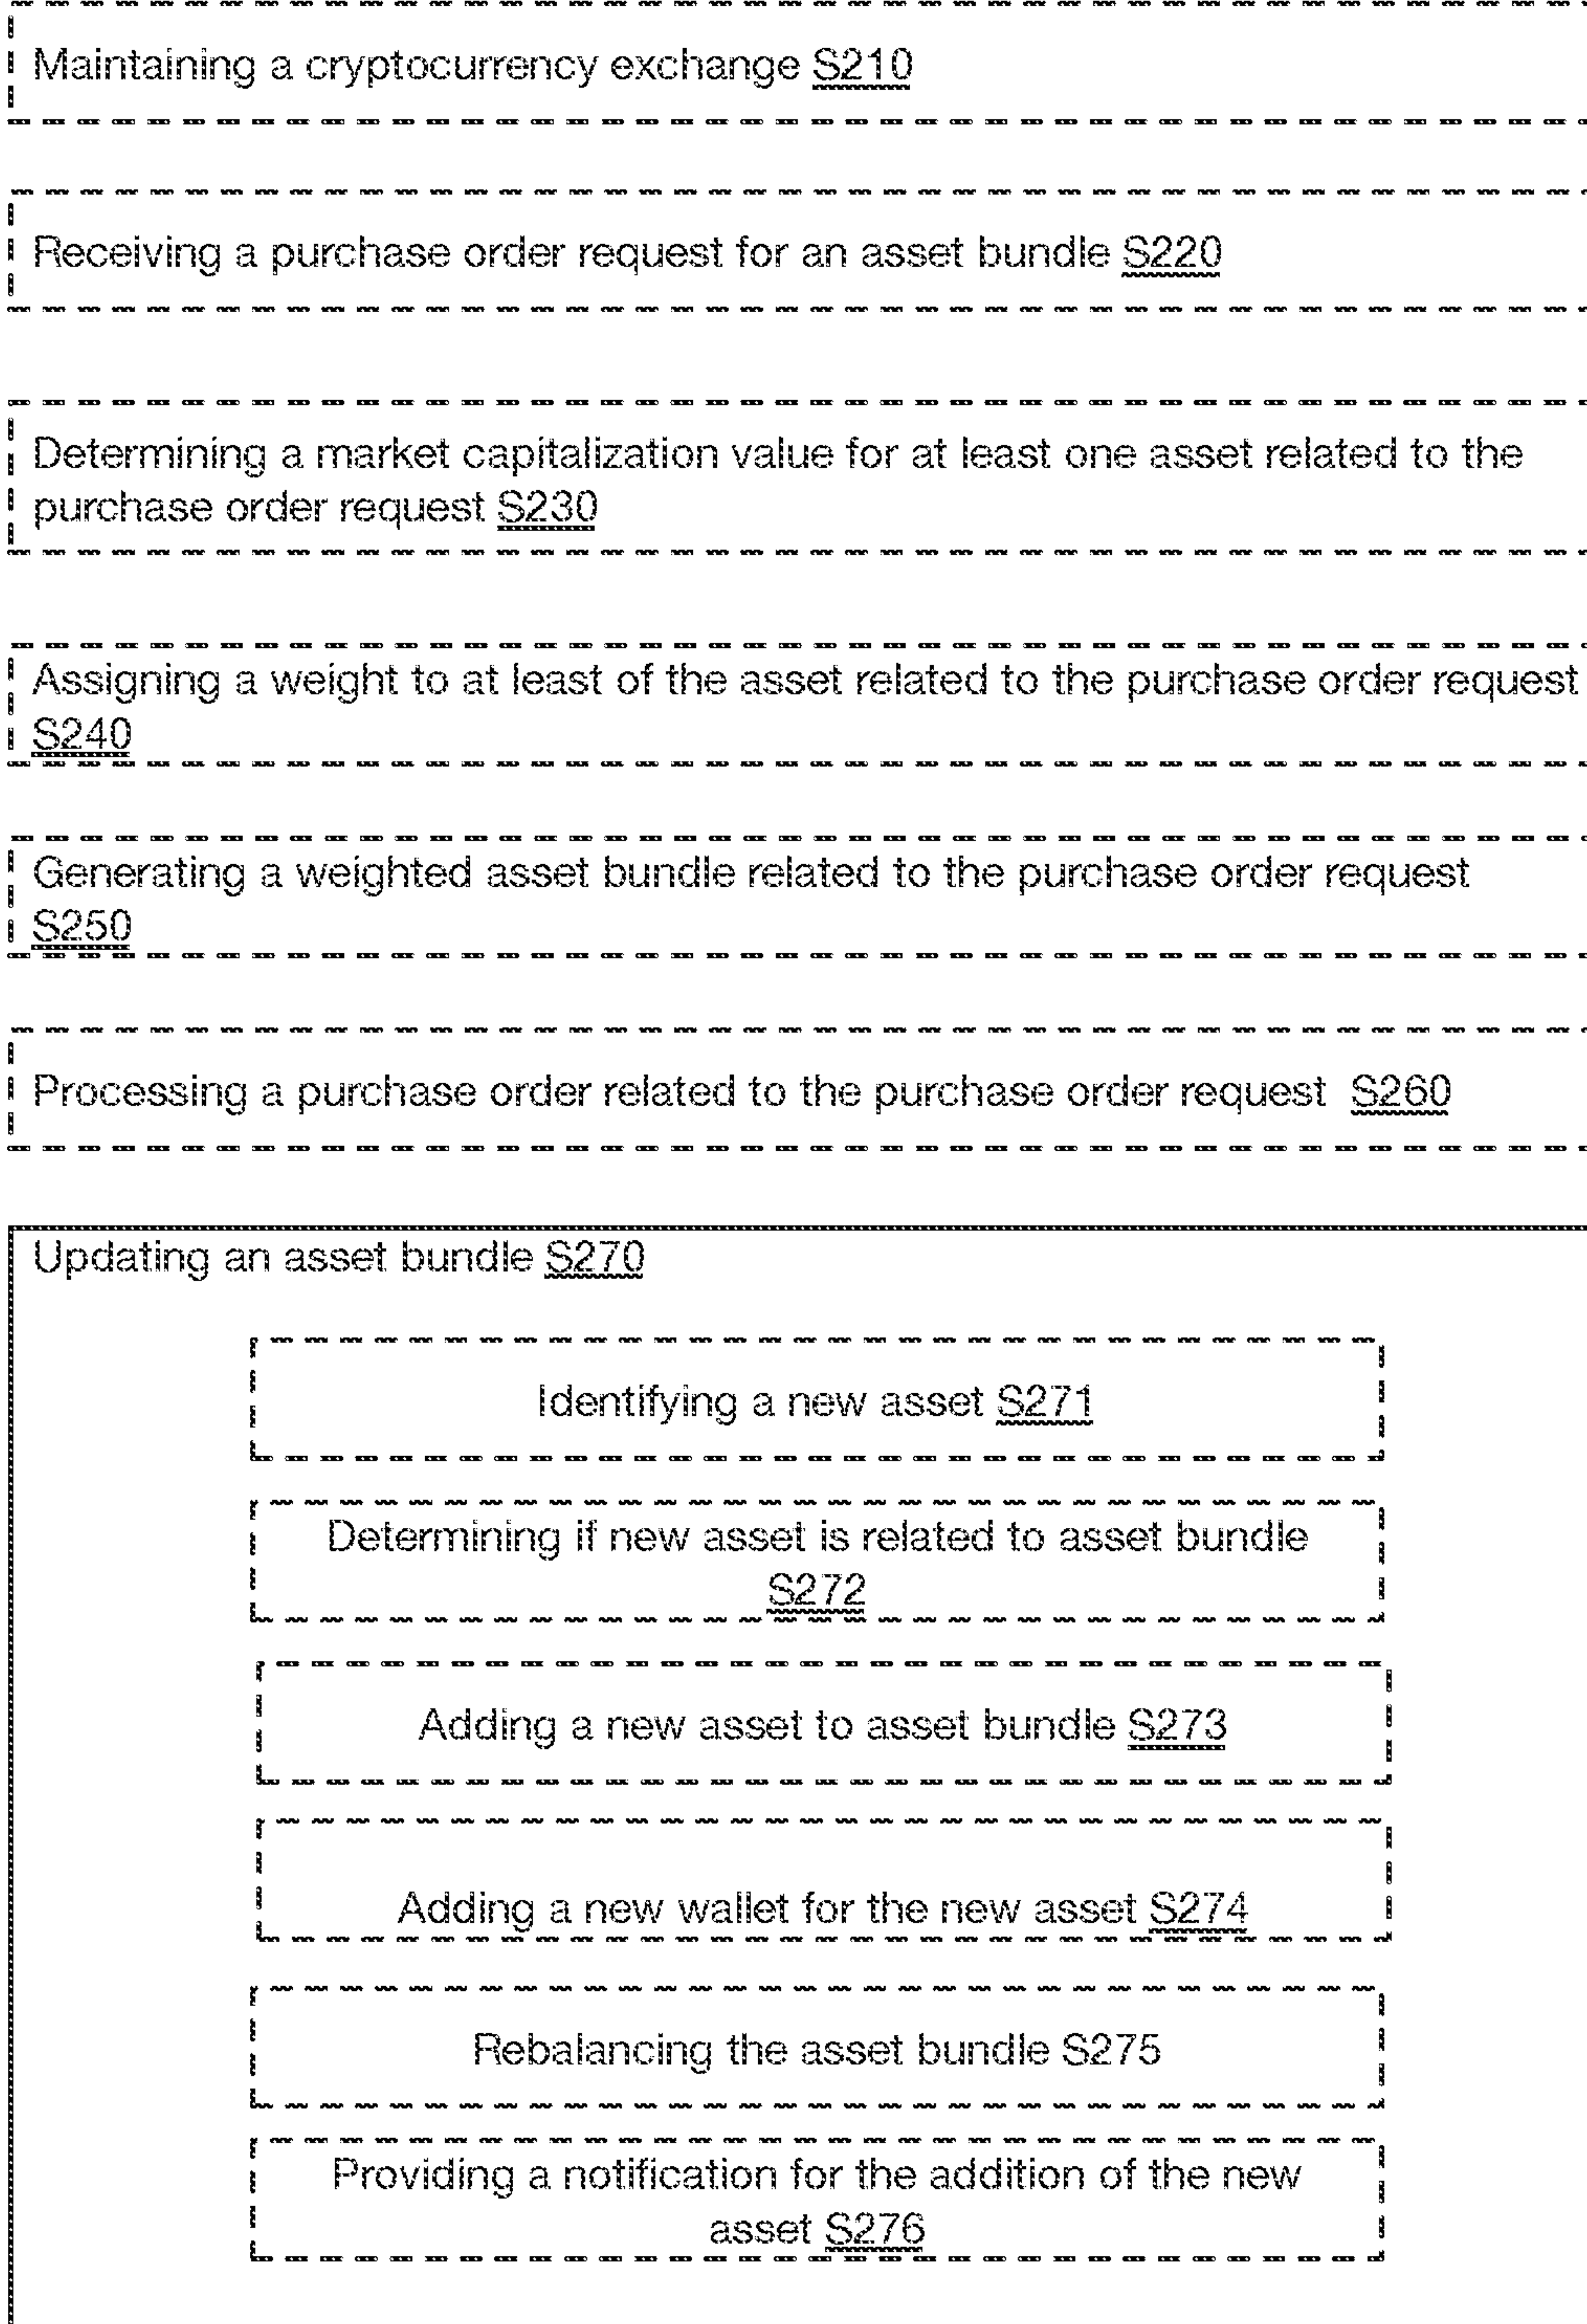 Maintaining a cryptocurrency exchange S210
Receiving a purchase order request for an asset bundle S220
Determining a market capitalization value for at least one asset related to the
purchase order request S230
Assigning a weight to at least of the asset related to the purchase order request
S240
Generating a weighted asset bundle related to the purchase order request
S250
Processing a purchase order related to the purchase order request S260
Updating an asset bundle S270
Identifying a new asset S271
Determining if new asset is related to asset bundle
S272
Adding a new asset to asset bundle S273
Adding a new wallet for the new asset S274
Rebalancing the asset bundle S275
Providing a notification for the addition of the new
asset S276